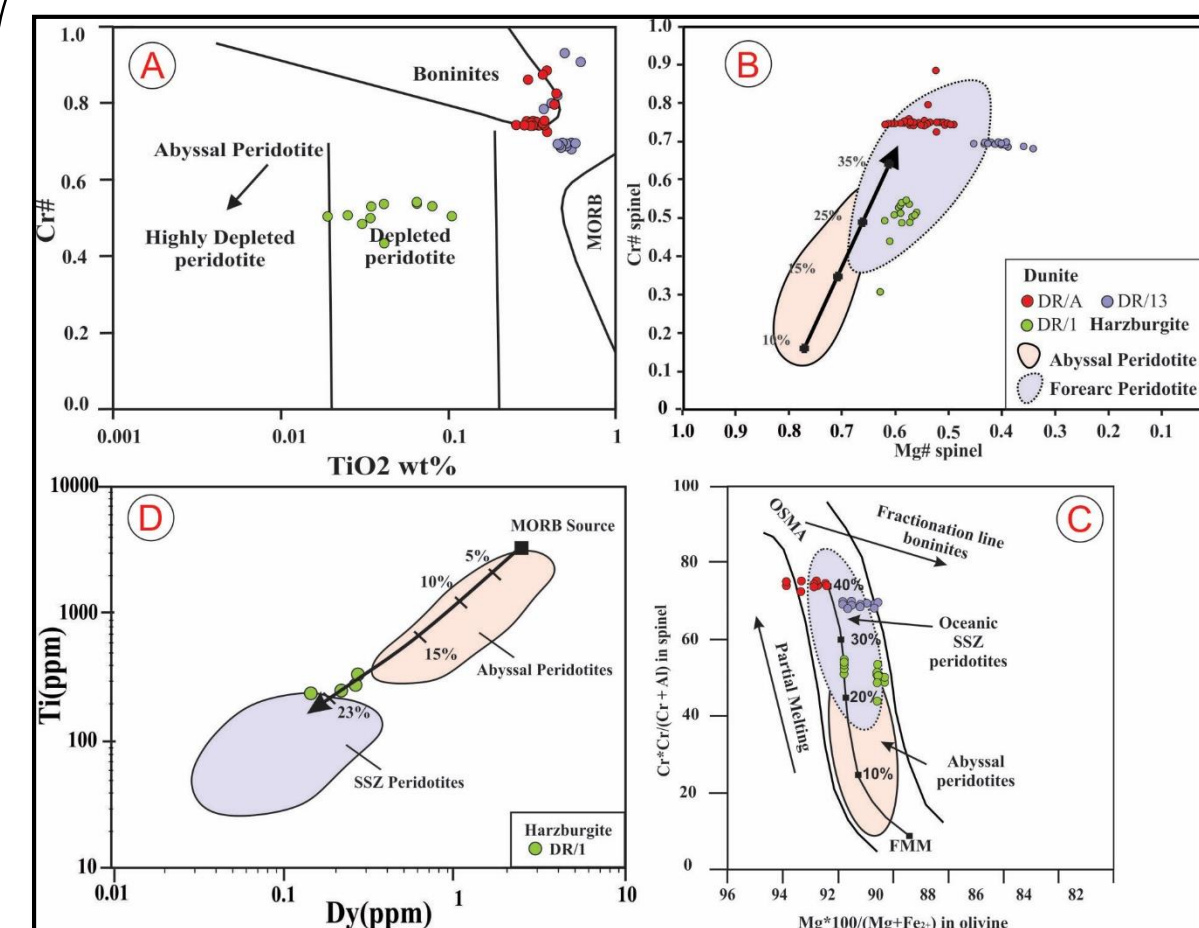 A
1.0
0.8
0.6
0.4
0.2
0.0
Cr#
Boninites
Abyssal Peridotite
Highly Depleted
peridotite
Depleted
peridotite
MORB
0.001
0.01
0.1
1
TiO2 wt%
B
1.0
0.9
0.8
0.7
0.6
0.5
0.4
0.3
0.2
0.1
0
Cr# spinel
35%
25%
15%
10%
Dunite
DR/A
DR/13
DR/1 Harzburgite
Abyssal Peridotite
Forearc Peridotite
1.0
0.9
0.8
0.7
0.6
0.5
0.4
0.3
0.2
0.1
Mg# spinel
D
10000
1000
100
10
Ti(ppm)
MORB Source
5%
10%
15%
23%
Abyssal Peridotites
SSZ Peridotites
Harzburgite
DR/1
0.01
0.1
1
10
Dy(ppm)
C
100
80
60
40
20
0
Cr*Cr/(Cr + Al) in spinel
OSMA
Fractionation line
boninites
40%
30%
20%
10%
Oceanic
SSZ
peridotites
Partial Melting
Abyssal
peridotites
FMM
96
94
92
90
88
86
84
82
Mg*100/(Mg+Fe2+) in olivine